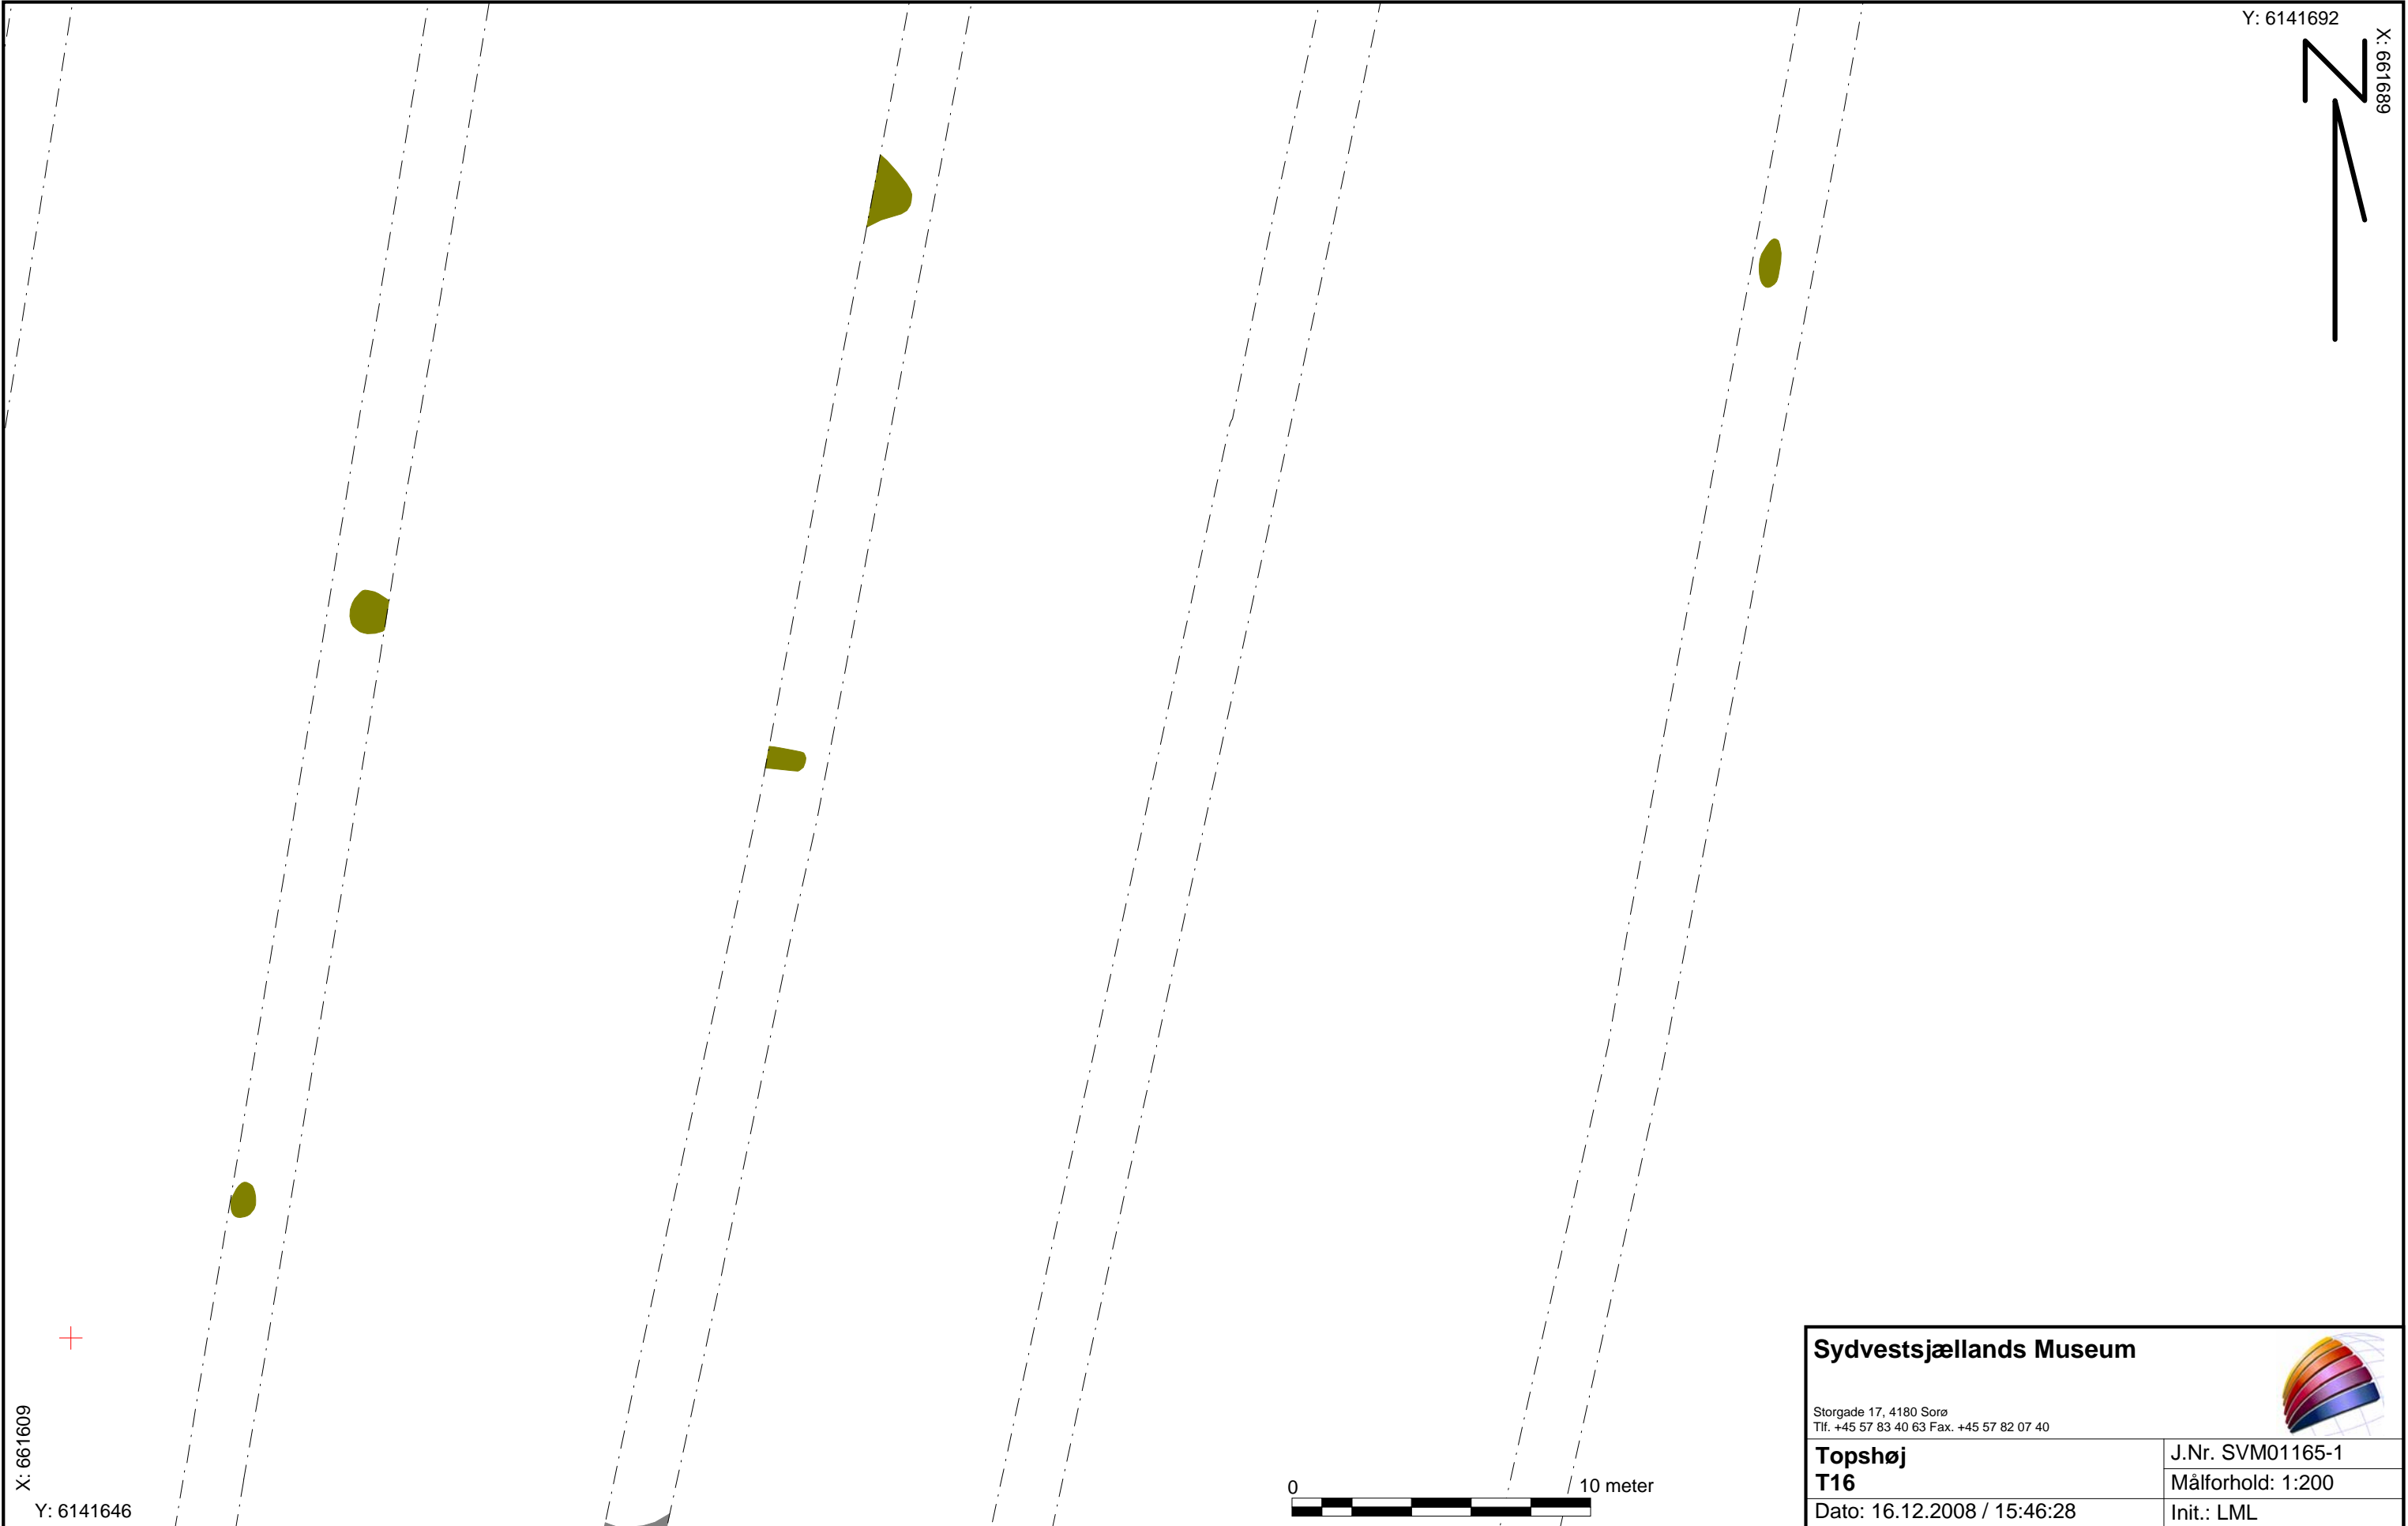 Y: 6141692
X: 661689
X: 661609
Y: 6141646
0 10 meter
Sydvestsjællands Museum
Storgade 17, 4180 Sorø
Tlf. +45 57 83 40 63 Fax. +45 57 82 07 40
Topshøj
T16
J.Nr. SVM01165-1
Målforhold: 1:200
Dato: 16.12.2008 / 15:46:28
Init.: LML